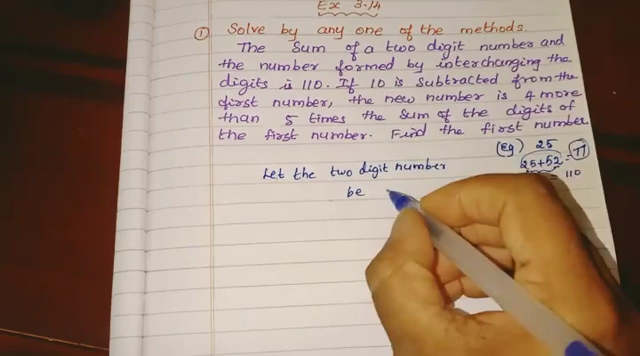 Ex 3.14
① Solve by any one of the methods.
The Sum of a two digit number and
the number formed by interchanging the
digits is 110. If 10 is subtracted from the
first number, the new number is 4 more
than 5 times the sum of the digits of
the first number. Find the first number
(Eg) 25
25+52 = 77
= 110
Let the two digit number
be